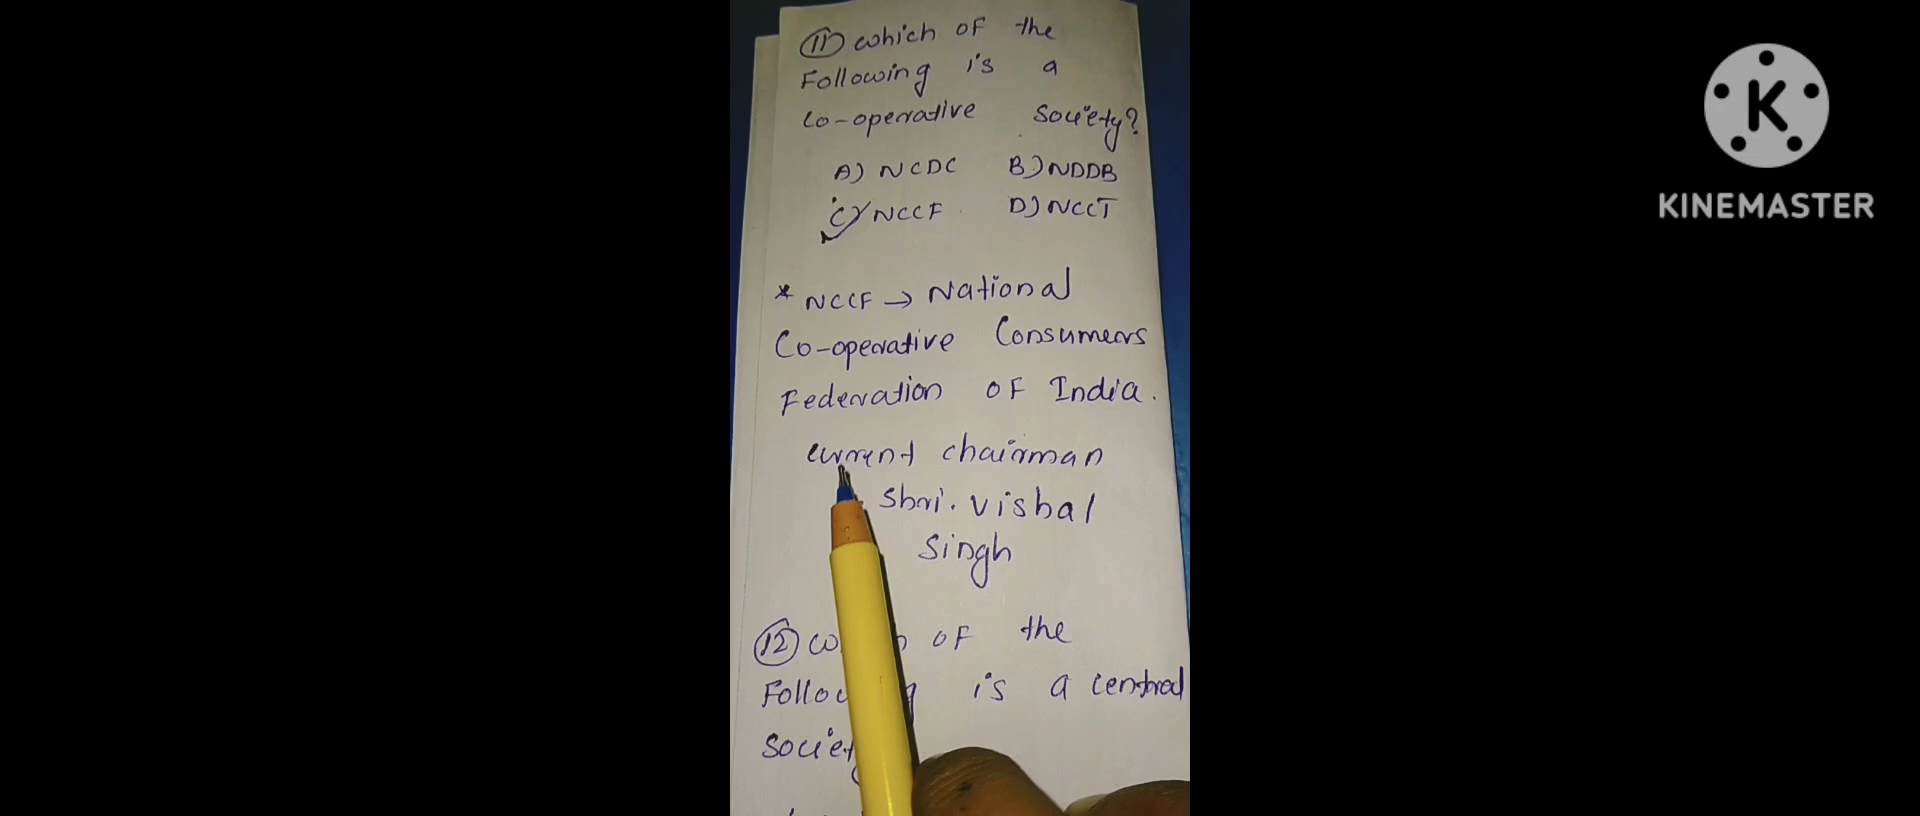 11 Which OF the
Following is a
Co-operative Society?
A) NCDC B) NDDB
C) NCCF D) NCCT
* NCCF → National
Co-operative Consumers
Federation OF India.
current chairman
Shri. Vishal
Singh
12 OF the
is a central
K
KINEMASTER